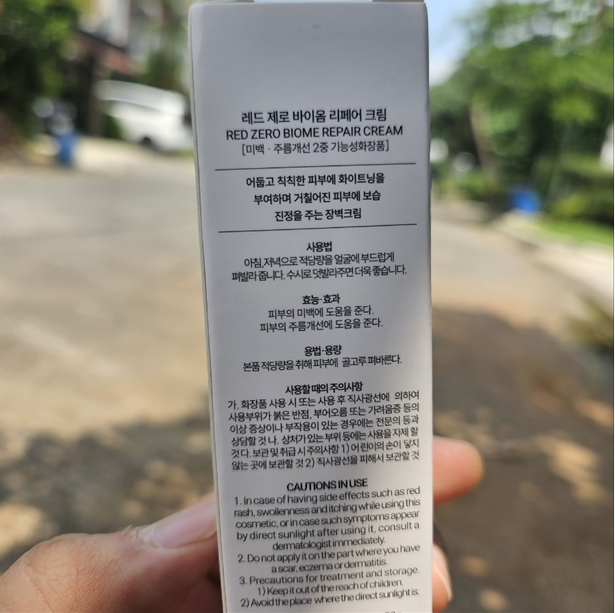 레드 제로 바이옴 리페어 크림
RED ZERO BIOME REPAIR CREAM
[미백 · 주름개선 2중 기능성화장품]
어둡고 칙칙한 피부에 화이트닝을
부여하며 거칠어진 피부에 보습
진정을 주는 장벽크림
사용법
아침,저녁으로 적당량을 얼굴에 부드럽게
펴발라 줍니다. 수시로 덧발라주면 더욱 좋습니다.
효능·효과
피부의 미백에 도움을 준다.
피부의 주름개선에 도움을 준다.
용법·용량
본품 적당량을 취해 피부에 골고루 펴바른다.
사용할 때의 주의사항
가. 화장품 사용 시 또는 사용 후 직사광선에 의하여
사용부위가 붉은 반점, 부어오름 또는 가려움증 등의
이상 증상이나 부작용이 있는 경우에는 전문의 등과
상담할 것 나. 상처가 있는 부위 등에는 사용을 자제 할
것 다. 보관 및 취급 시 주의사항 1) 어린이의 손이 닿지
않는 곳에 보관할 것 2) 직사광선을 피해서 보관할 것
CAUTIONS IN USE
1. In case of having side effects such as red
rash, swollenness and itching while using this
cosmetic, or in case such symptoms appear
by direct sunlight after using it, consult a
dermatologist immediately.
2. Do not apply it on the part where you have
a scar, eczema or dermatitis.
3. Precautions for treatment and storage.
1) Keep it out of the reach of children.
2) Avoid the place where the direct sunlight is.